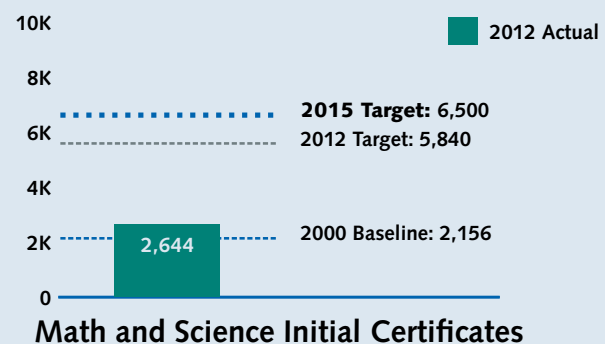 10K
2012 Actual
8K
2015 Target: 6,500
6K
2012 Target: 5,840
4K
2000 Baseline: 2,156
2K
2,644
0
Math and Science Initial Certificates